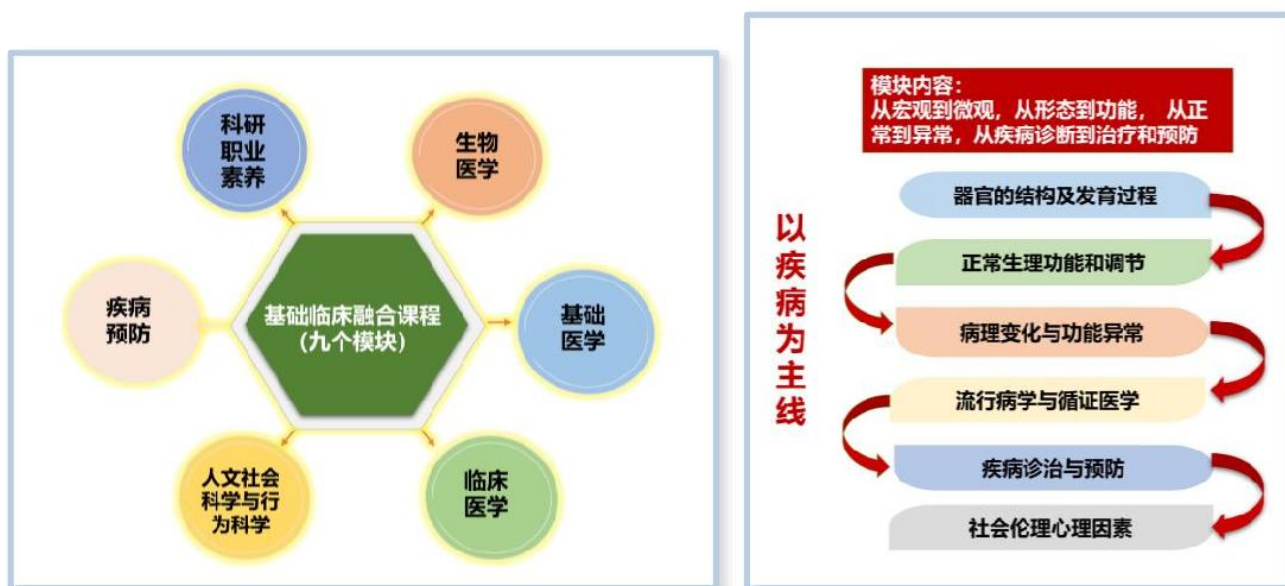 科研
职业
素养
生物
医学
疾病
预防
基础临床融合课程
（九个模块）
基础
医学
人文社会
科学与行
为科学
临床
医学
模块内容：
从宏观到微观，从形态到功能， 从正
常到异常，从疾病诊断到治疗和预防
以疾病为主线
器官的结构及发育过程
正常生理功能和调节
病理变化与功能异常
流行病学与循证医学
疾病诊治与预防
社会伦理心理因素